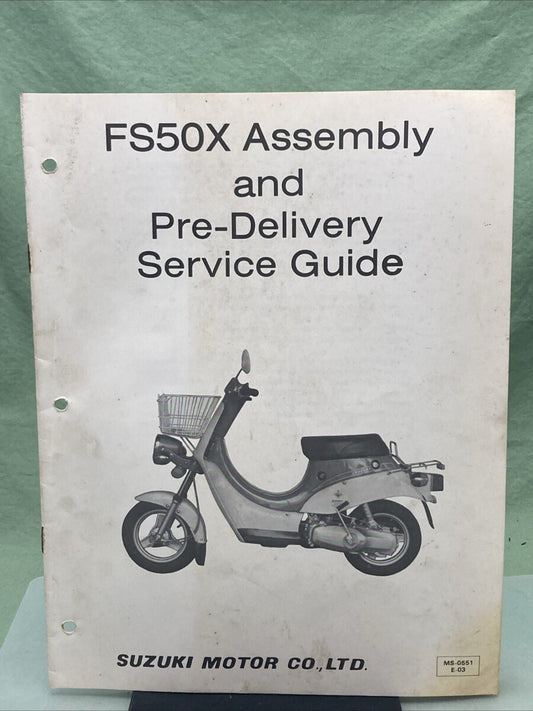 FS50X Assembly
and
Pre-Delivery
Service Guide
SUZUKI MOTOR CO.,LTD.
MS-0551
E-03